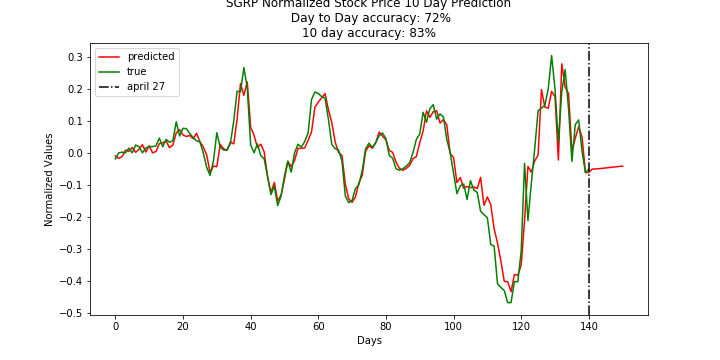 SGRP Normalized Stock Price 10 Day Prediction
Day to Day accuracy: 72%
10 day accuracy: 83%
predicted
true
april 27
Normalized Values
0.3
0.2
0.1
0.0
−0.1
−0.2
−0.3
−0.4
−0.5
0 20 40 60 80 100 120 140
Days